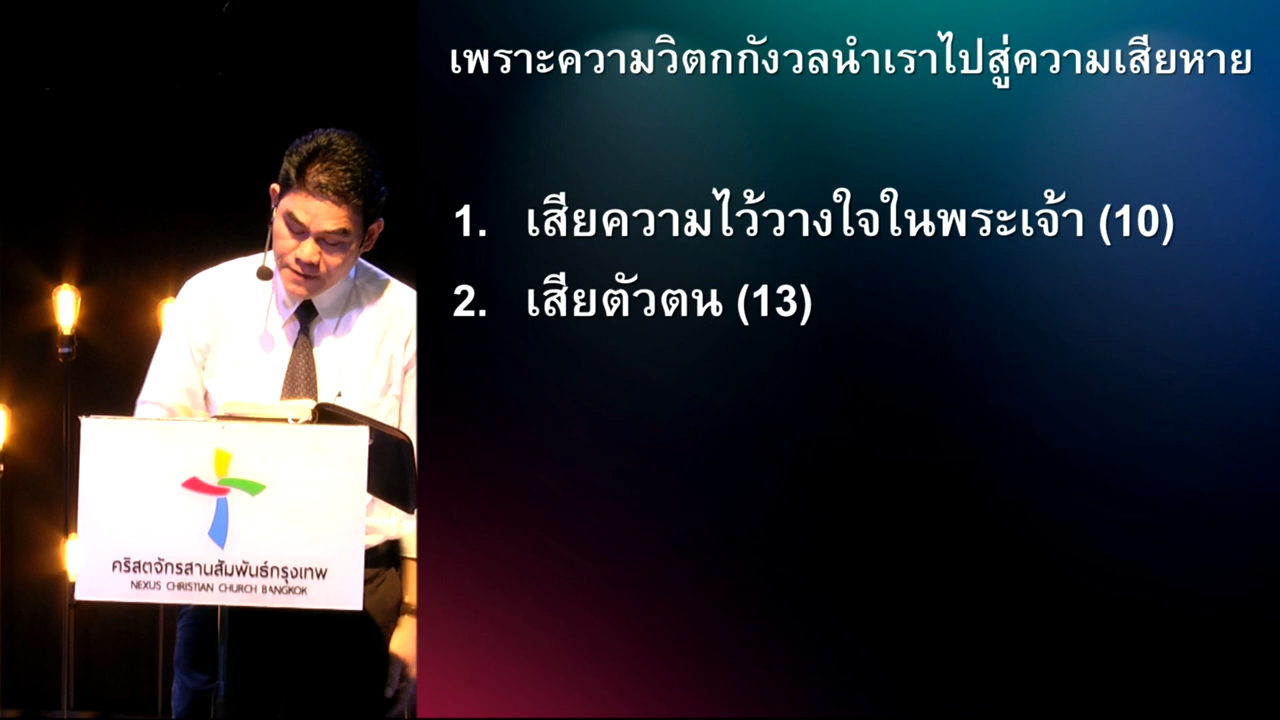 เพราะความวิตกกังวลนำเราไปสู่ความเสียหาย
1. เสียความไว้วางใจในพระเจ้า (10)
2. เสียตัวตน (13)
คริสตจักรสานสัมพันธ์กรุงเทพ
NEXUS CHRISTIAN CHURCH BANGKOK